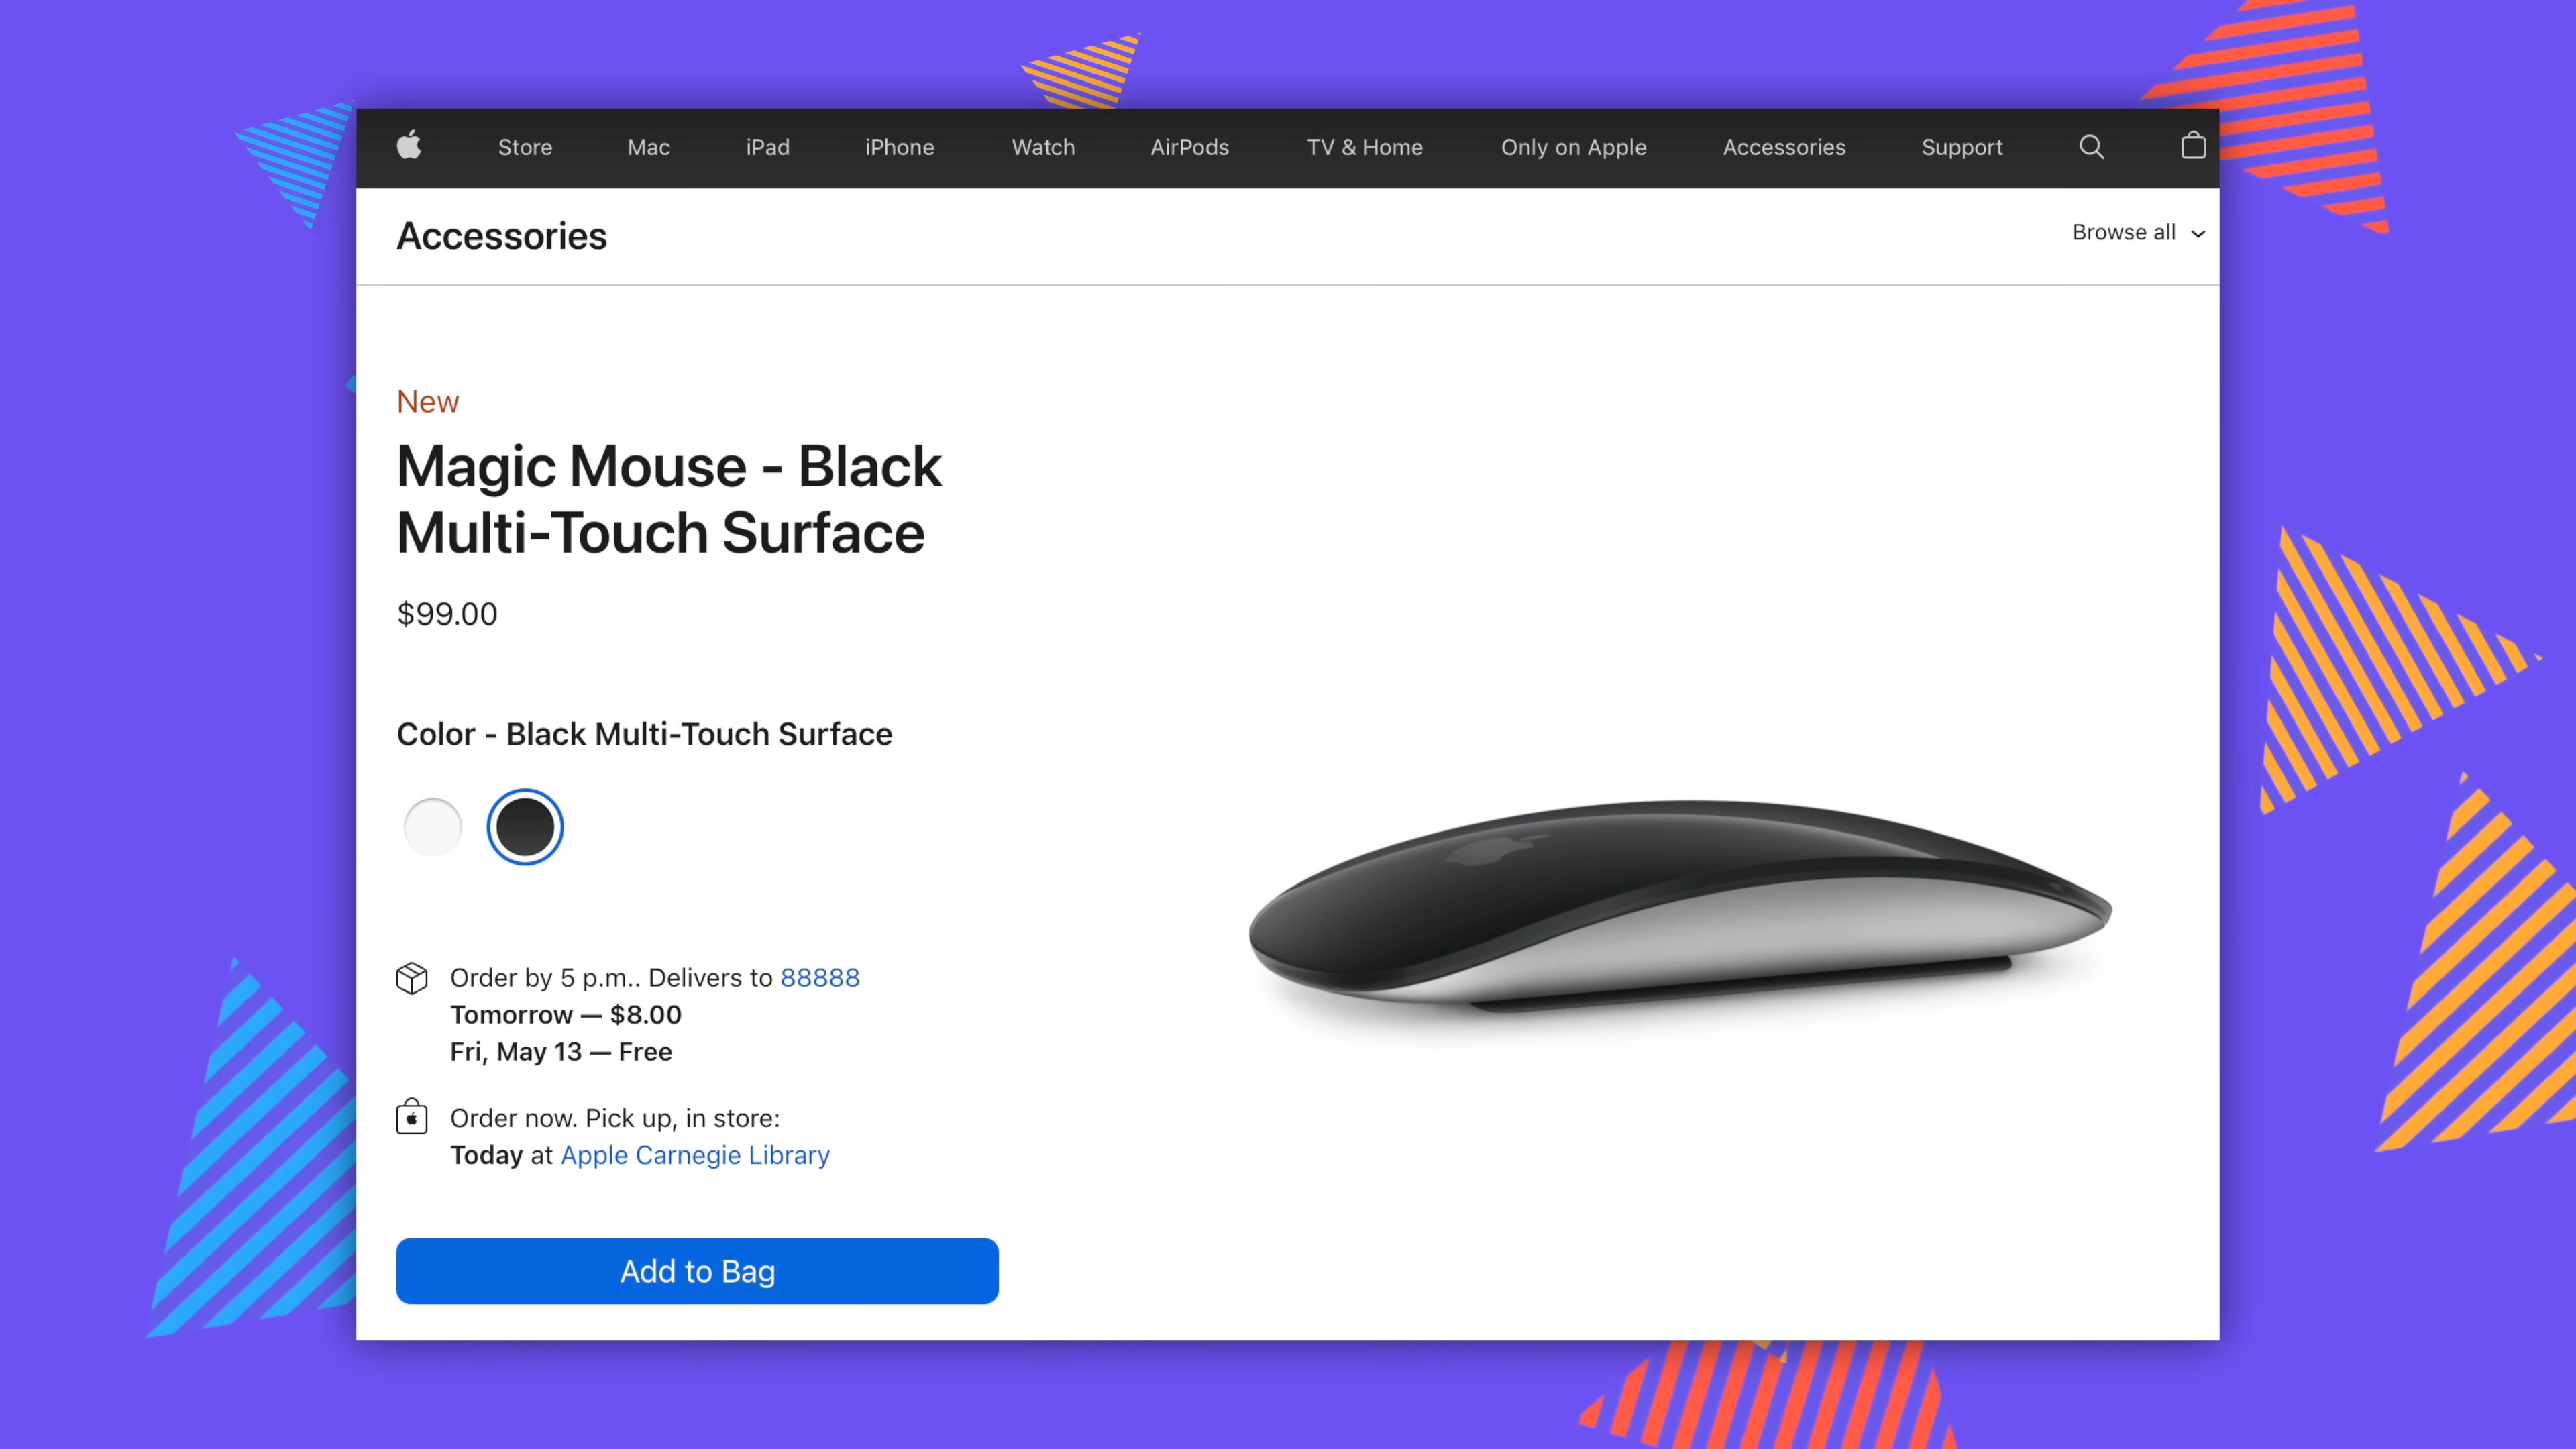 Store Mac iPad iPhone Watch AirPods TV & Home Only on Apple Accessories Support
Accessories
Browse all
New
Magic Mouse - Black
Multi-Touch Surface
$99.00
Color - Black Multi-Touch Surface
Order by 5 p.m.. Delivers to 88888
Tomorrow — $8.00
Fri, May 13 — Free
Order now. Pick up, in store:
Today at Apple Carnegie Library
Add to Bag